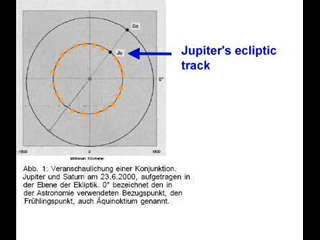 Sa
Ju
Jupiter's ecliptic
track
0°
-1500
0
1500
Millionen Kilometer
Abb. 1: Veranschaulichung einer Konjunktion.
Jupiter und Saturn am 23.6.2000, aufgetragen in
der Ebene der Ekliptik. 0° bezeichnet den in
der Astronomie verwendeten Bezugspunkt, den
Frühlingspunkt, auch Äquinoktium genannt.